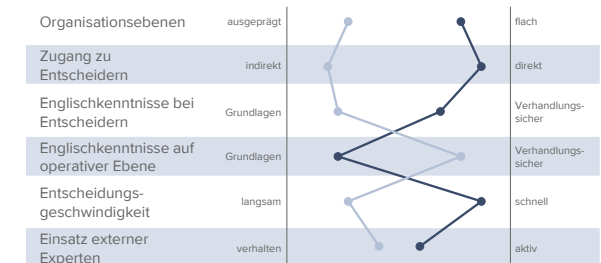 Organisationsebenen ausgeprägt flach
Zugang zu
Entscheidern indirekt direkt
Englischkenntnisse bei
Entscheidern Grundlagen Verhandlungs-
sicher
Englischkenntnisse auf
operativer Ebene Grundlagen Verhandlungs-
sicher
Entscheidungs-
geschwindigkeit langsam schnell
Einsatz externer
Experten verhalten aktiv